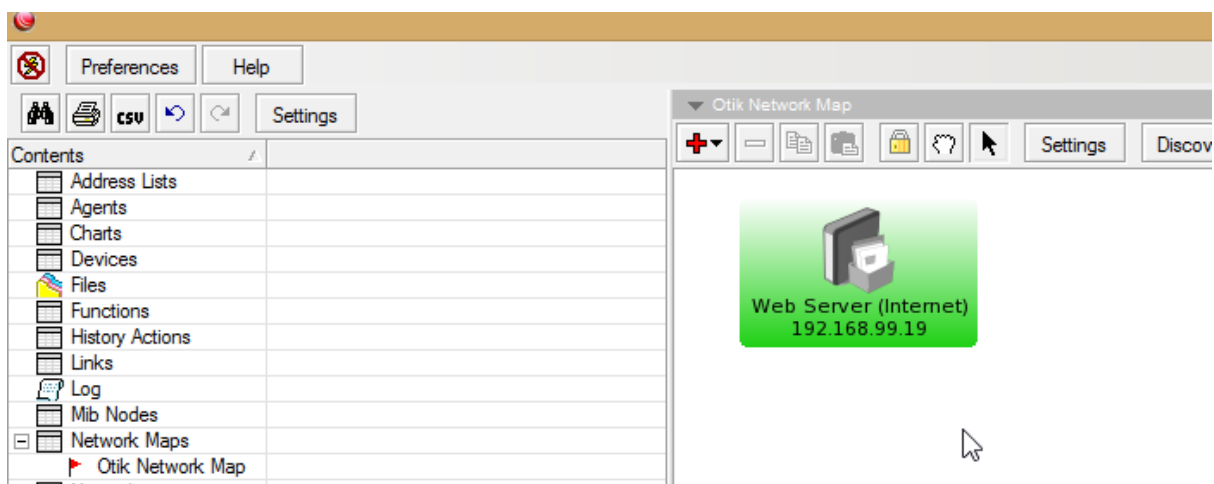 Preferences
Help
csv
Settings
Contents
Address Lists
Agents
Charts
Devices
Files
Functions
History Actions
Links
Log
Mib Nodes
Network Maps
Otik Network Map
Otik Network Map
Settings
Discov
Web Server (Internet)
192.168.99.19